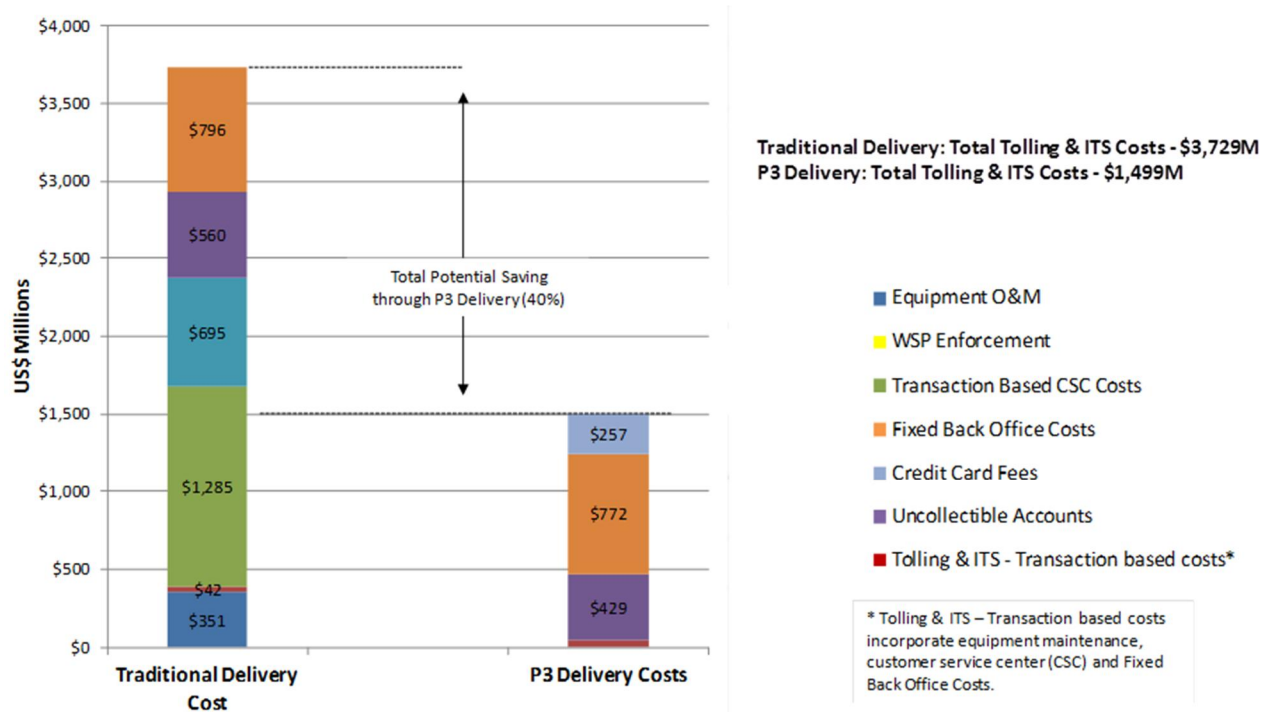 $4,000
$3,500
$3,000
$2,500
$2,000
$1,500
$1,000
$500
$0
US$ Millions
$796
$560
$695
$1,285
$42
$351
Traditional Delivery
Cost
Total Potential Saving
through P3 Delivery (40%)
$257
$772
$429
P3 Delivery Costs
Traditional Delivery: Total Tolling & ITS Costs - $3,729M
P3 Delivery: Total Tolling & ITS Costs - $1,499M
Equipment O&M
WSP Enforcement
Transaction Based CSC Costs
Fixed Back Office Costs
Credit Card Fees
Uncollectible Accounts
Tolling & ITS - Transaction based costs*
* Tolling & ITS – Transaction based costs
incorporate equipment maintenance,
customer service center (CSC) and Fixed
Back Office Costs.